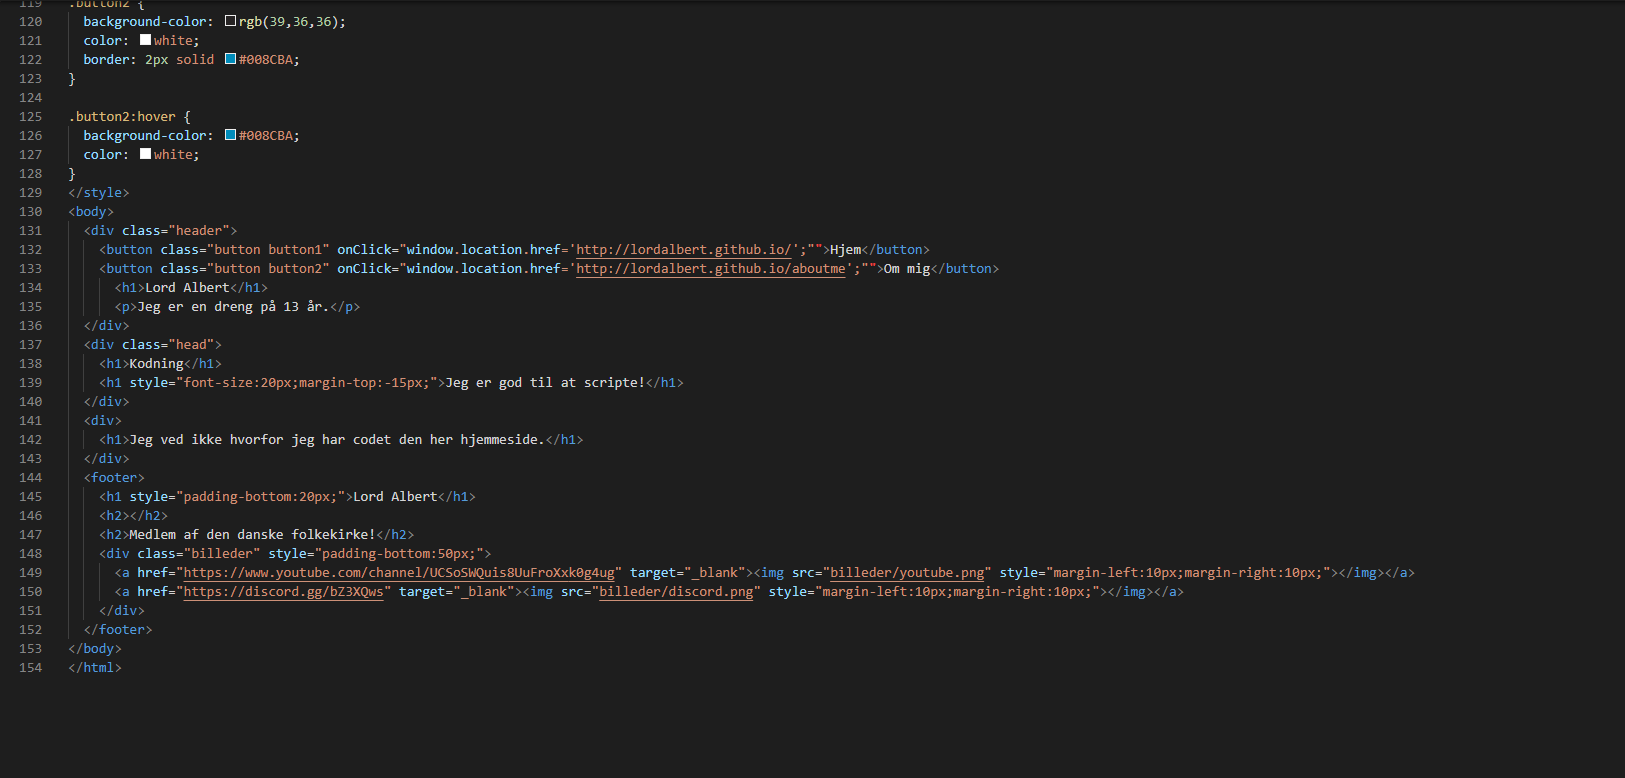 119 .button2 {
120 background-color: rgb(39,36,36);
121 color: white;
122 border: 2px solid #008CBA;
123 }
124
125 .button2:hover {
126 background-color: #008CBA;
127 color: white;
128 }
129 </style>
130 <body>
131 <div class="header">
132 <button class="button button1" onClick="window.location.href='http://lordalbert.github.io/';"">Hjem</button>
133 <button class="button button2" onClick="window.location.href='http://lordalbert.github.io/aboutme';"">Om mig</button>
134 <h1>Lord Albert</h1>
135 <p>Jeg er en dreng på 13 år.</p>
136 </div>
137 <div class="head">
138 <h1>Kodning</h1>
139 <h1 style="font-size:20px;margin-top:-15px;">Jeg er god til at scripte!</h1>
140 </div>
141 <div>
142 <h1>Jeg ved ikke hvorfor jeg har codet den her hjemmeside.</h1>
143 </div>
144 <footer>
145 <h1 style="padding-bottom:20px;">Lord Albert</h1>
146 <h2></h2>
147 <h2>Medlem af den danske folkekirke!</h2>
148 <div class="billeder" style="padding-bottom:50px;">
149 <a href="https://www.youtube.com/channel/UCSoSWQuis8UuFroXxk0g4ug" target="_blank"><img src="billeder/youtube.png" style="margin-left:10px;margin-right:10px;"></img></a>
150 <a href="https://discord.gg/bZ3XQws" target="_blank"><img src="billeder/discord.png" style="margin-left:10px;margin-right:10px;"></img></a>
151 </div>
152 </footer>
153 </body>
154 </html>